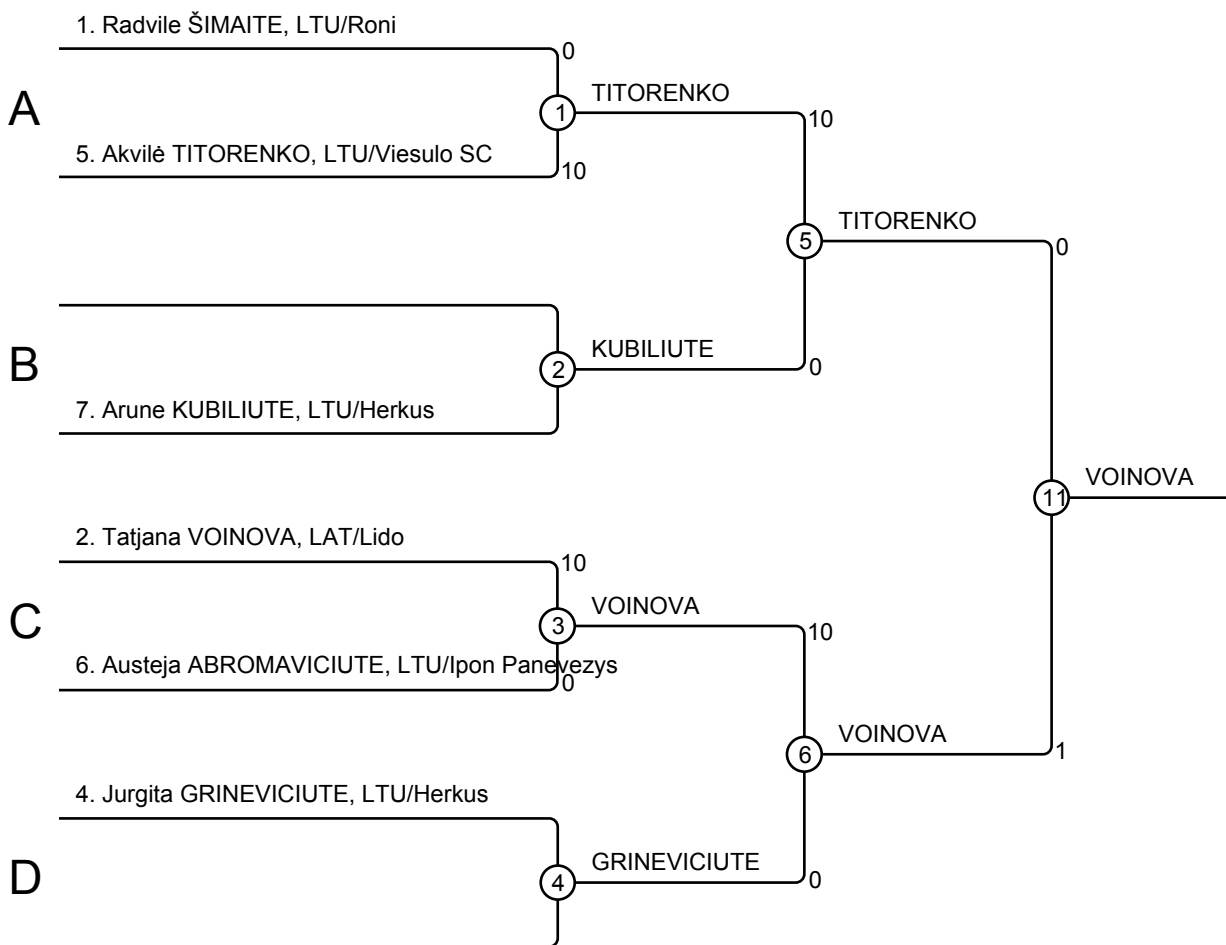 1. Radvile ŠIMAITE, LTU/Roni
0
A
1
TITORENKO
10
5. Akvilė TITORENKO, LTU/Viesulo SC
10
5
TITORENKO
0
B
2
KUBILIUTE
0
7. Arune KUBILIUTE, LTU/Herkus
11
VOINOVA
2. Tatjana VOINOVA, LAT/Lido
10
C
3
VOINOVA
10
6. Austeja ABROMAVICIUTE, LTU/Ipon Panevezys
0
6
VOINOVA
1
4. Jurgita GRINEVICIUTE, LTU/Herkus
D
4
GRINEVICIUTE
0